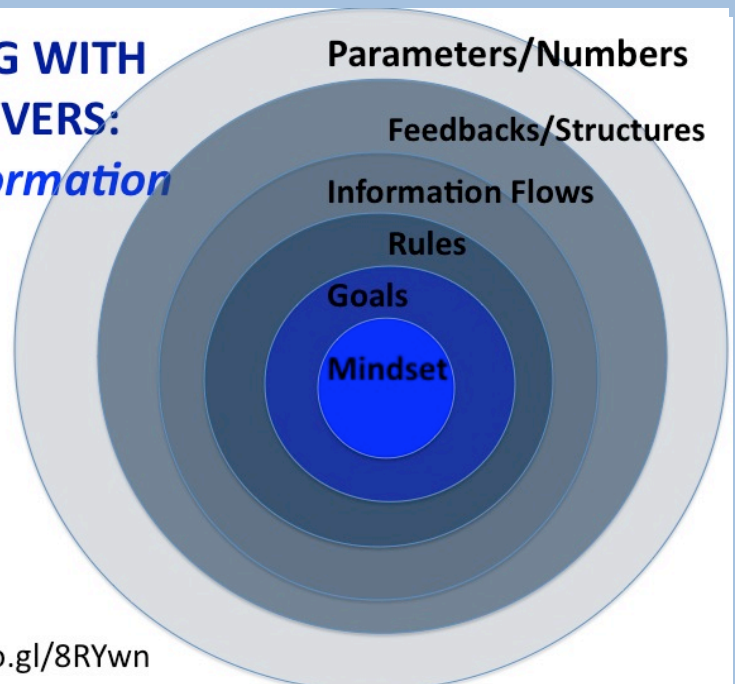 G WITH
VERS:
ormation
Parameters/Numbers
Feedbacks/Structures
Information Flows
Rules
Goals
Mindset
o.gl/8RYwn